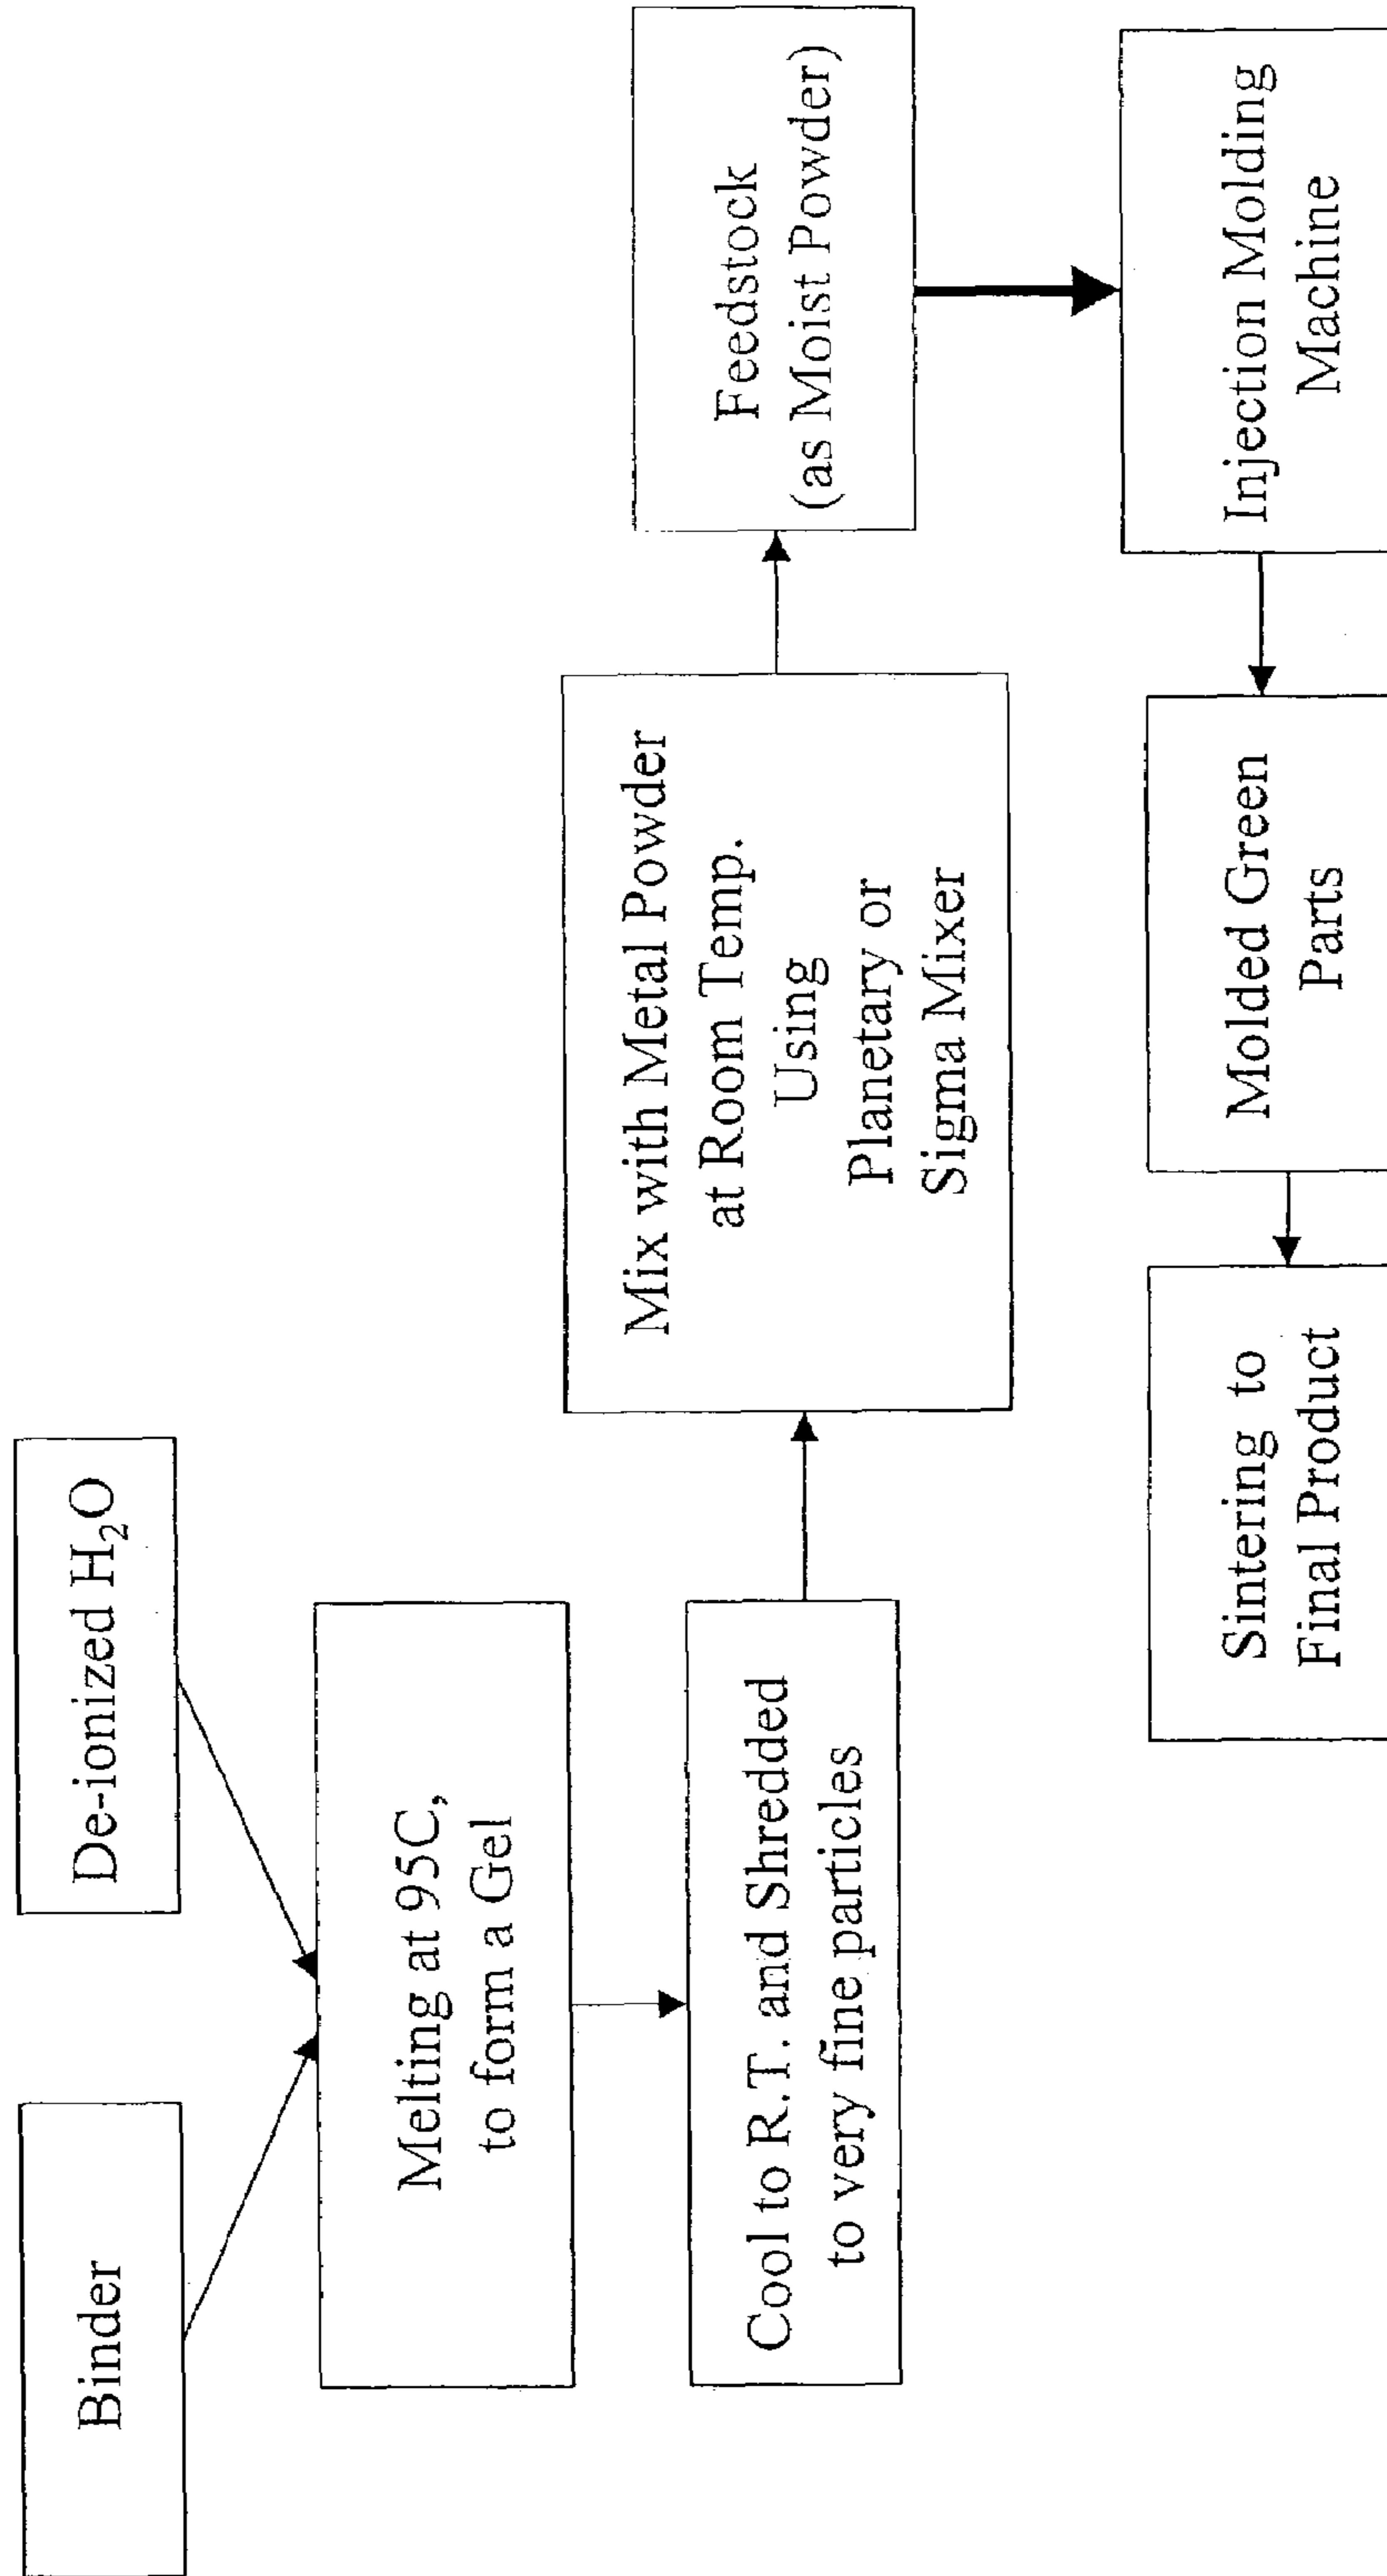 Binder
De-ionized H₂O
Melting at 95C,
to form a Gel
Cool to R.T. and Shredded
to very fine particles
Mix with Metal Powder
at Room Temp.
Using
Planetary or
Sigma Mixer
Feedstock
(as Moist Powder)
Injection Molding
Machine
Molded Green
Parts
Sintering to
Final Product